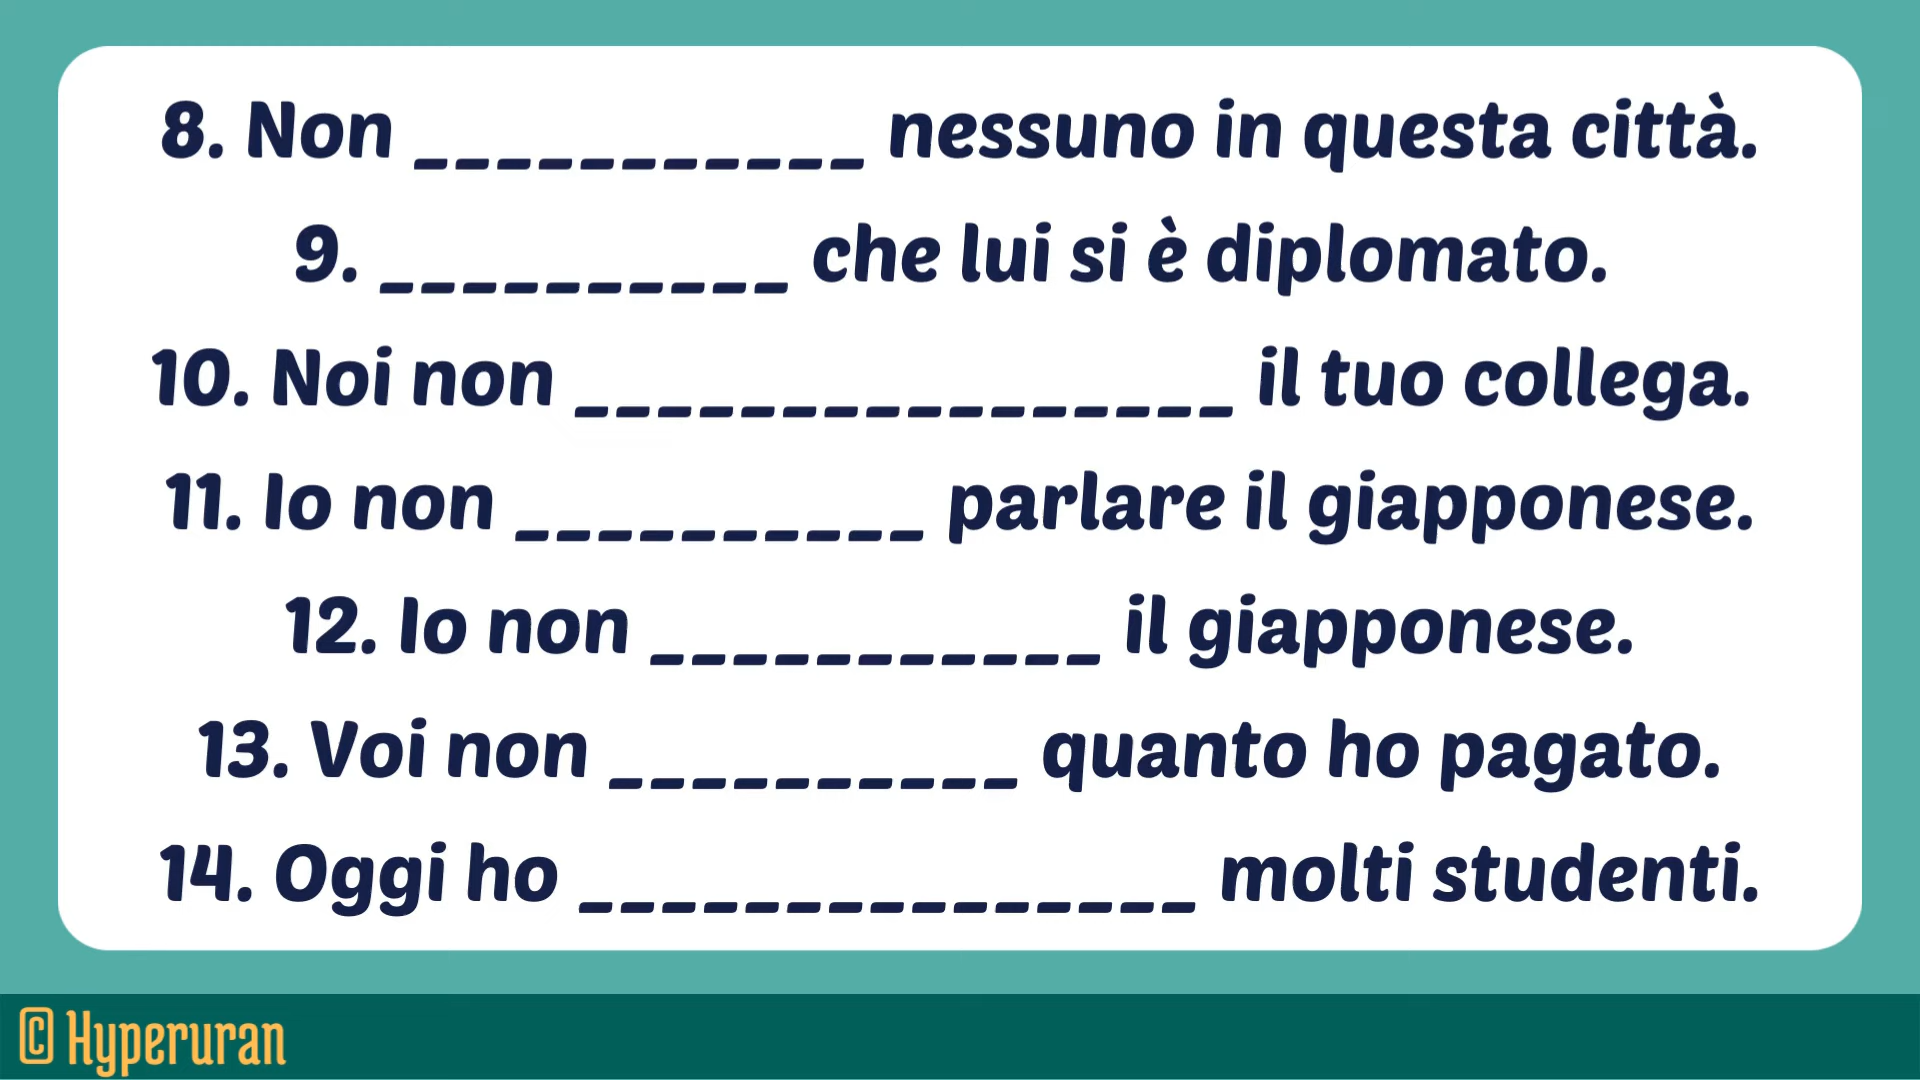 8. Non ___________ nessuno in questa città.
9. __________ che lui si è diplomato.
10. Noi non ________________ il tuo collega.
11. Io non __________ parlare il giapponese.
12. Io non ___________ il giapponese.
13. Voi non __________ quanto ho pagato.
14. Oggi ho _______________ molti studenti.
© Hyperuran